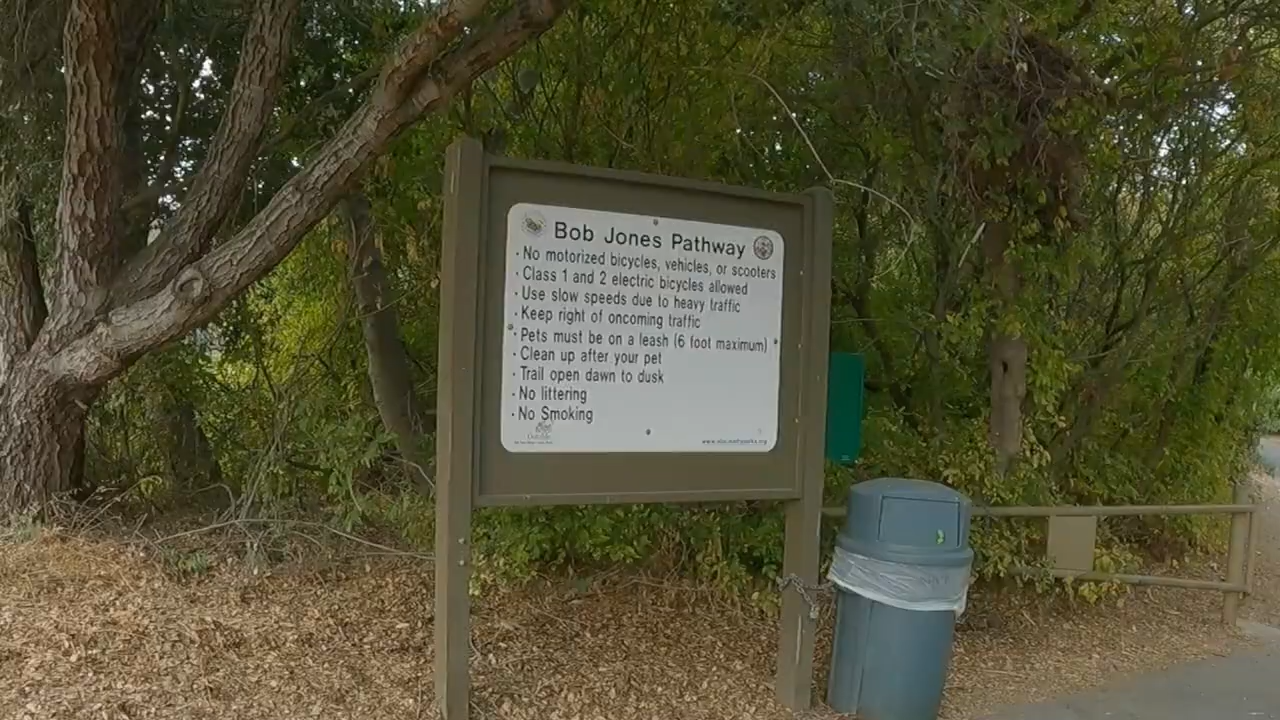 Bob Jones Pathway
· No motorized bicycles, vehicles, or scooters
· Class 1 and 2 electric bicycles allowed
· Use slow speeds due to heavy traffic
· Keep right of oncoming traffic
· Pets must be on a leash (6 foot maximum)
· Clean up after your pet
· Trail open dawn to dusk
· No littering
· No Smoking